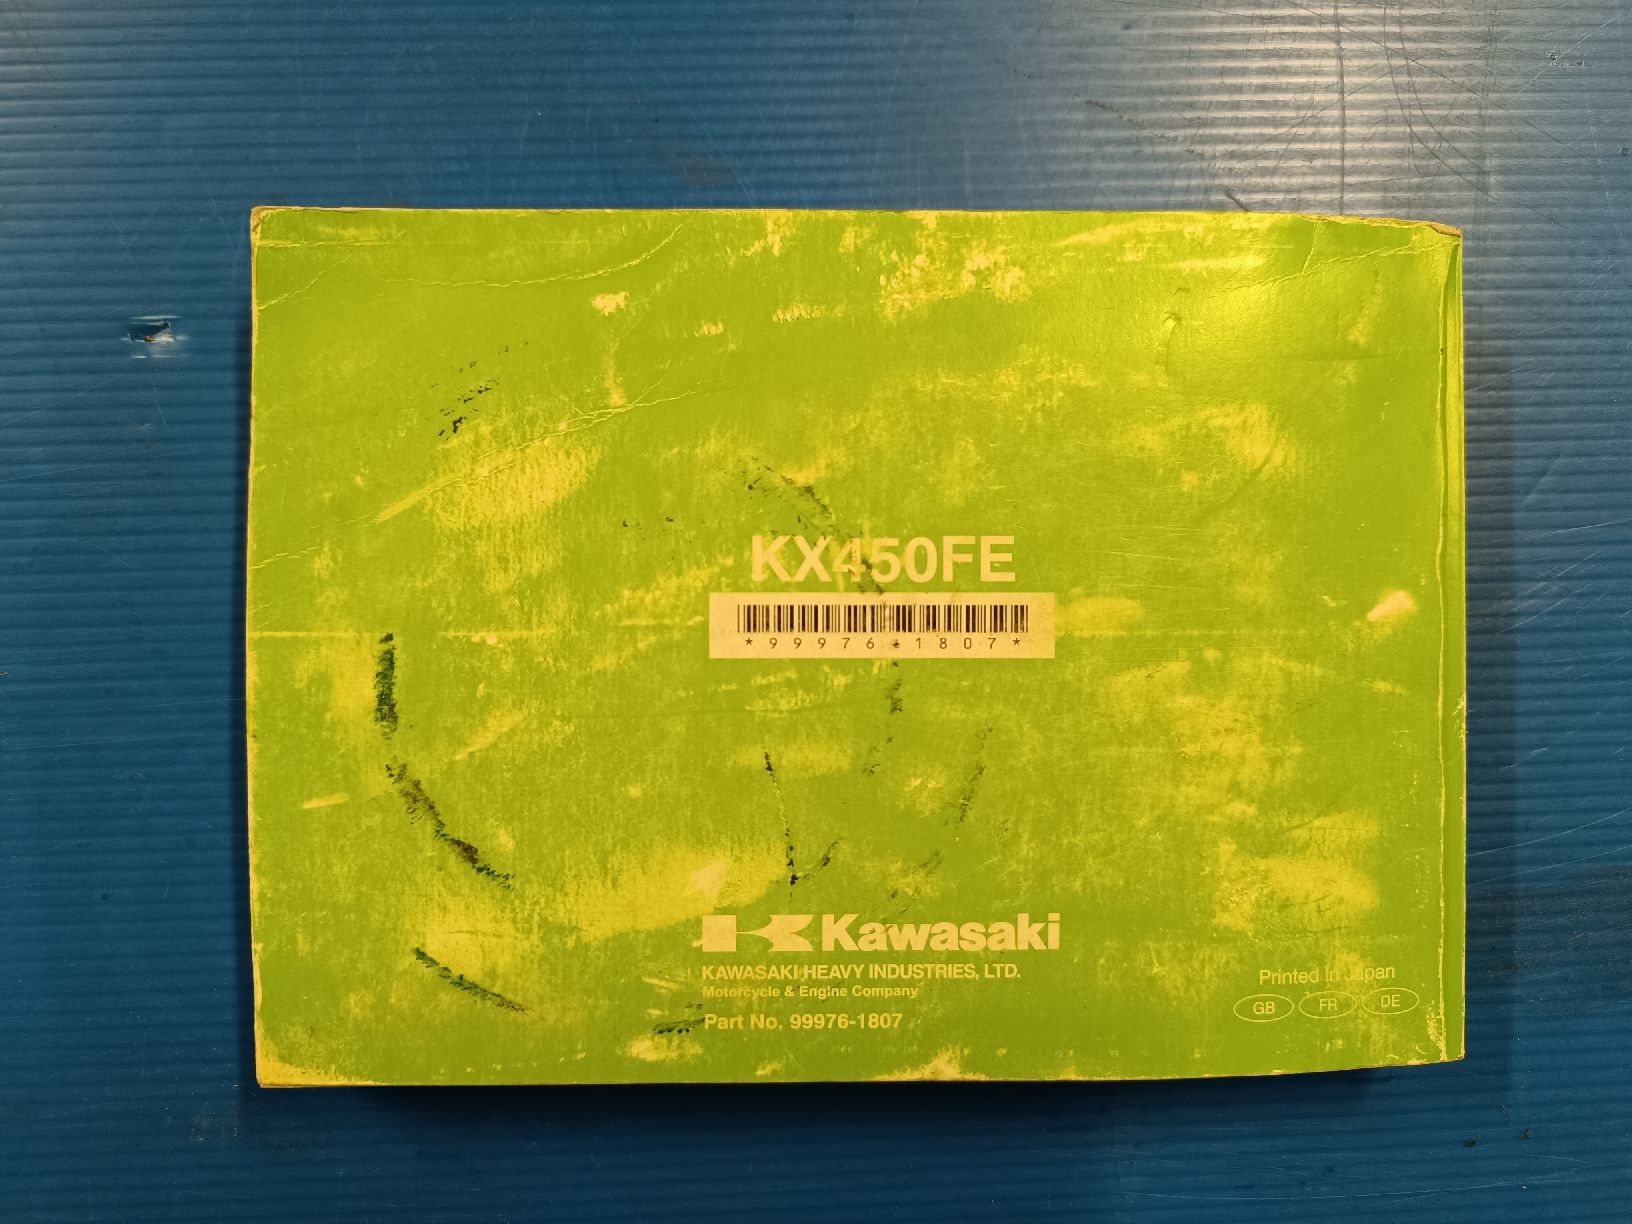 KX450FE
*99976-1807*
Kawasaki
KAWASAKI HEAVY INDUSTRIES, LTD.
Motorcycle & Engine Company
Part No. 99976-1807
Printed in Japan
GB FR DE